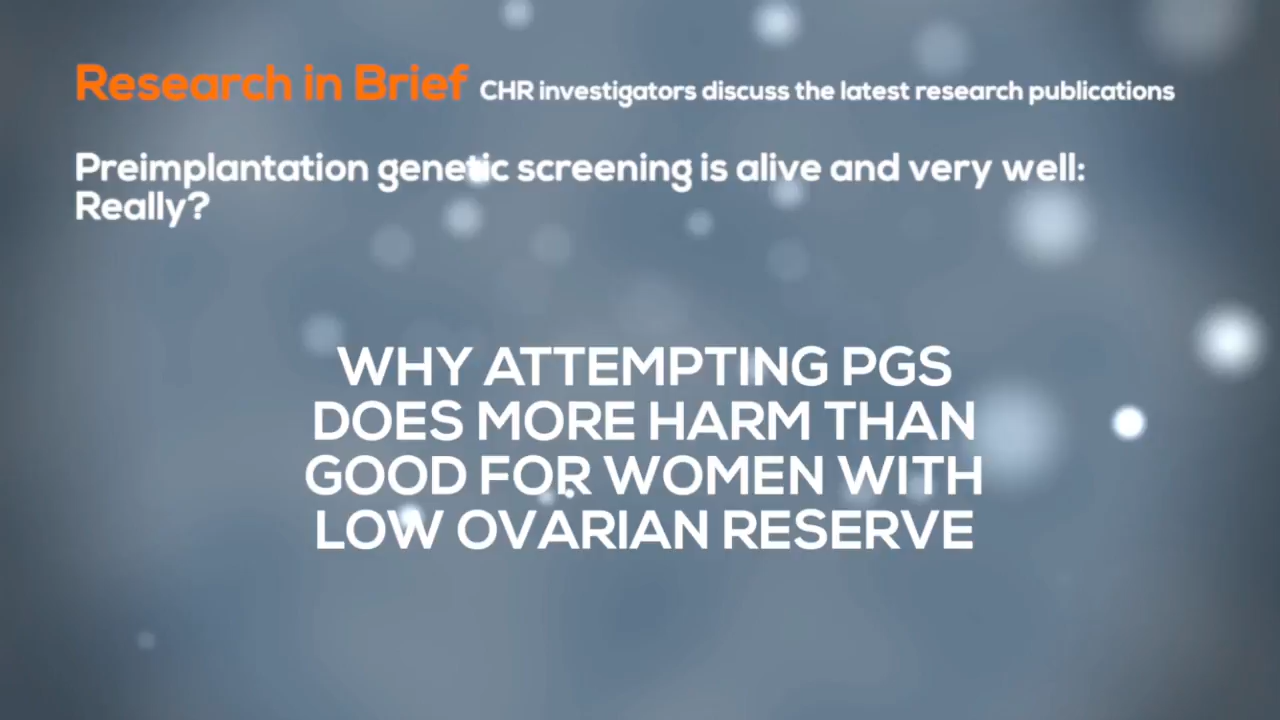 Research in Brief CHR investigators discuss the latest research publications
Preimplantation genetic screening is alive and very well:
Really?
WHY ATTEMPTING PGS
DOES MORE HARM THAN
GOOD FOR WOMEN WITH
LOW OVARIAN RESERVE